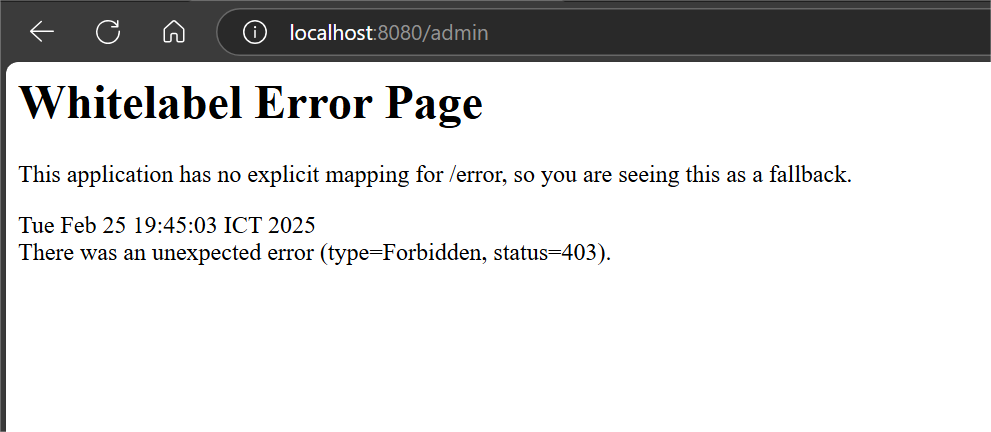 localhost:8080/admin
Whitelabel Error Page
This application has no explicit mapping for /error, so you are seeing this as a fallback.
Tue Feb 25 19:45:03 ICT 2025
There was an unexpected error (type=Forbidden, status=403).